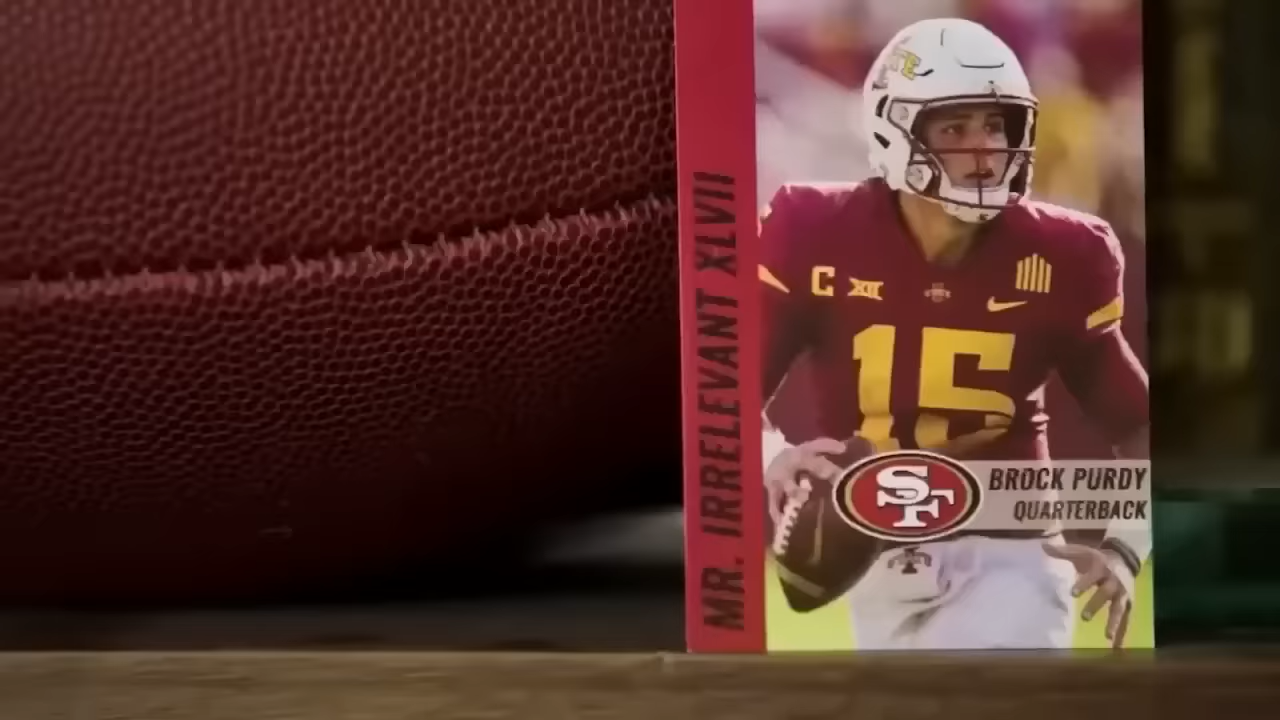 MR. IRRELEVANT XLVII
C XII
15
SF
BROCK PURDY
QUARTERBACK